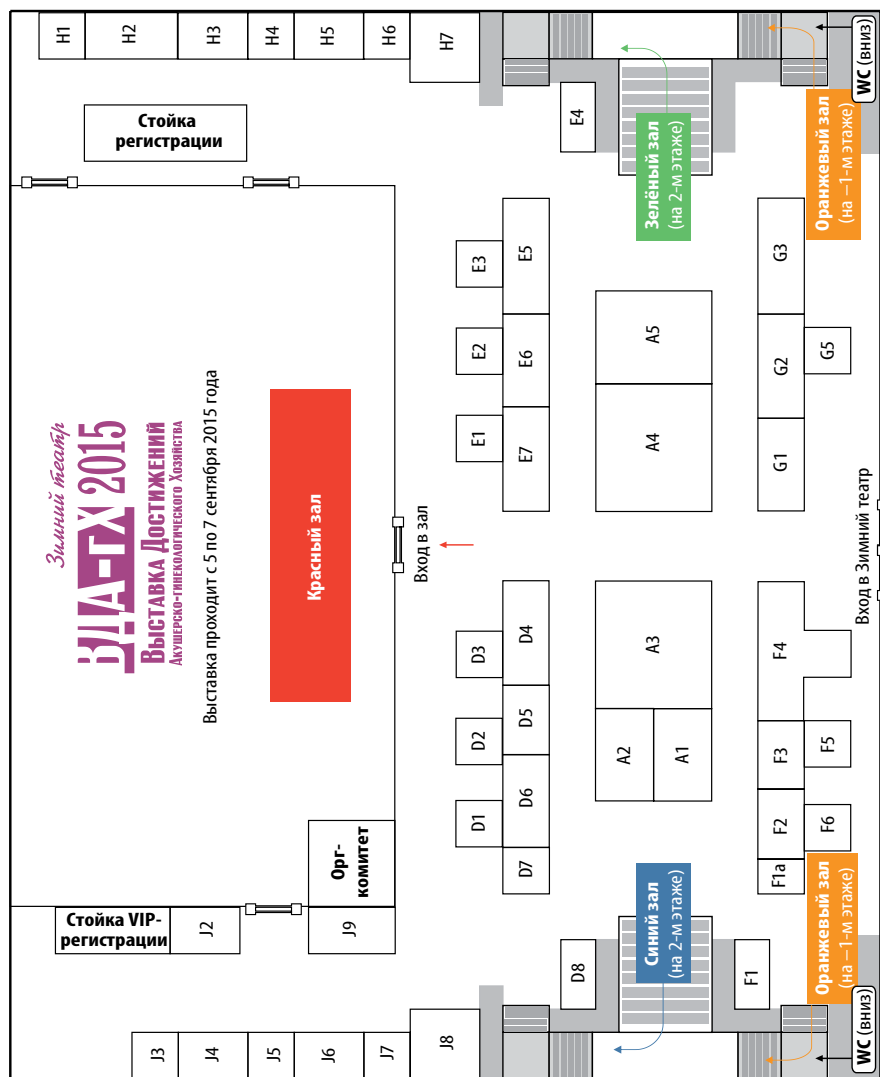 H1
H2
H3
H4
H5
H6
H7
WC (вниз)
Стойка
регистрации
E4
Зелёный зал
(на 2-м этаже)
Оранжевый зал
(на –1-м этаже)
E3
E5
G3
E2
E6
A5
G2
G5
E1
E7
A4
G1
Зимний театр
ВДА-ГХ 2015
Выставка Достижений
Акушерско-гинекологического Хозяйства
Выставка проходит с 5 по 7 сентября 2015 года
Красный зал
Вход в зал
Вход в Зимний театр
D3
D4
A3
F4
D2
D5
A2
A1
F3
F5
D1
D6
F2
F6
D7
F1a
Орг-
комитет
Стойка VIP-
регистрации
J2
J9
D8
Синий зал
(на 2-м этаже)
F1
Оранжевый зал
(на –1-м этаже)
J3
J4
J5
J6
J7
J8
WC (вниз)